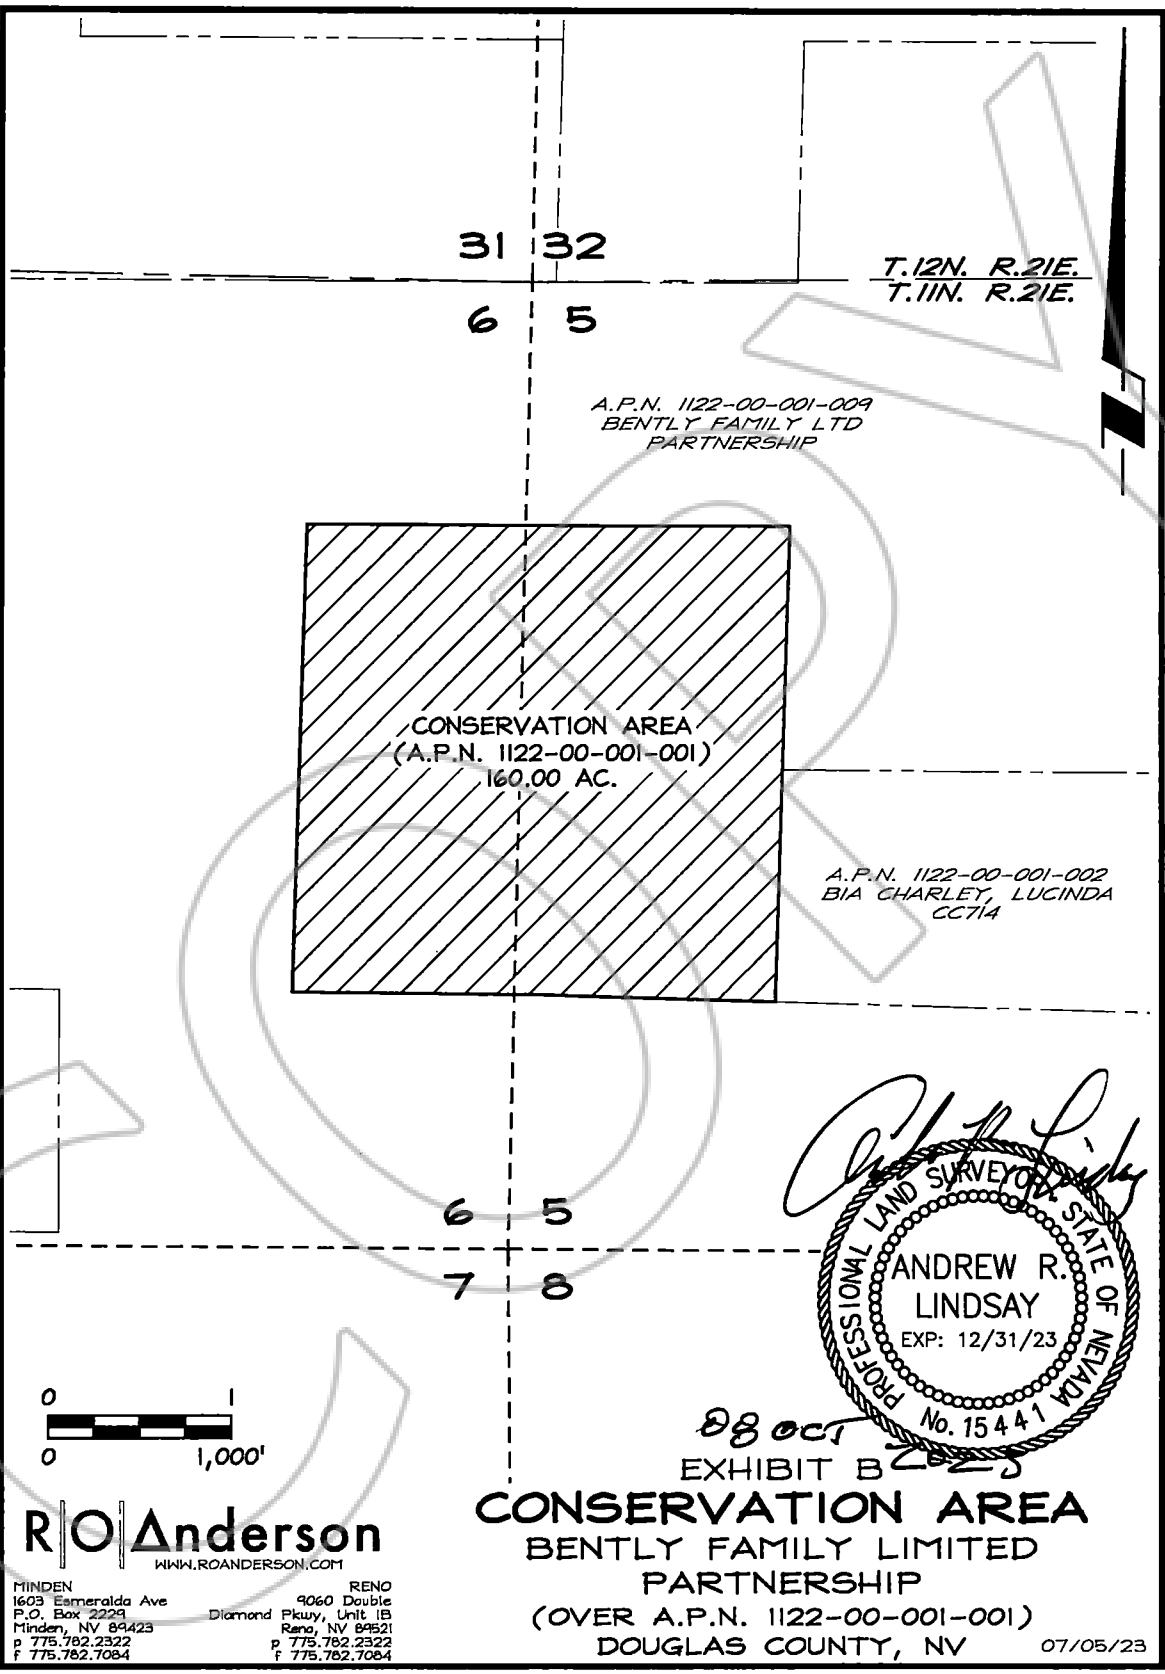 31 32
T.12N. R.21E.
T.11N. R.21E.
6 5
A.P.N. 1122-00-001-009
BENTLY FAMILY LTD
PARTNERSHIP
CONSERVATION AREA
(A.P.N. 1122-00-001-001)
160.00 AC.
A.P.N. 1122-00-001-002
BIA CHARLEY, LUCINDA
CC714
6 5
7 8
PROFESSIONAL LAND SURVEYOR STATE OF NEVADA
ANDREW R.
LINDSAY
EXP: 12/31/23
No. 15441
0 1
0 1,000'
08 OCT
2023
EXHIBIT B
CONSERVATION AREA
BENTLY FAMILY LIMITED
PARTNERSHIP
(OVER A.P.N. 1122-00-001-001)
DOUGLAS COUNTY, NV
07/05/23
RO Anderson
WWW.ROANDERSON.COM
MINDEN
1603 Esmeralda Ave
P.O. Box 2229
Minden, NV 89423
p 775.782.2322
f 775.782.7084
RENO
9060 Double
Diamond Pkwy, Unit 1B
Reno, NV 89521
p 775.782.2322
f 775.782.7084
COPY